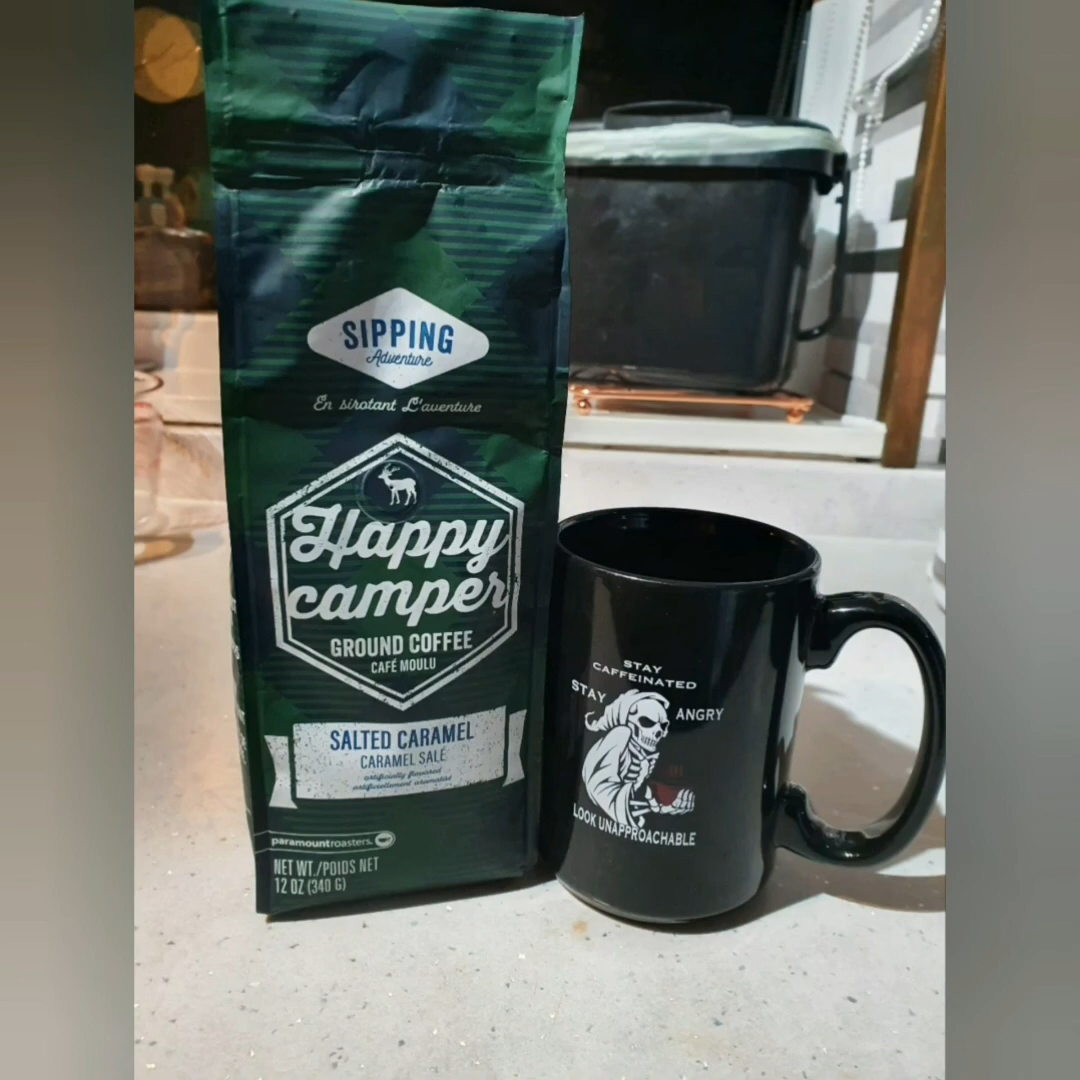 SIPPING
Adventure
En sirotant L'aventure
Happy
camper
GROUND COFFEE
CAFÉ MOULU
SALTED CARAMEL
CARAMEL SALÉ
artificially flavored
artificiellement aromatisé
paramountroasters.
NET WT./POIDS NET
12 OZ (340 G)
STAY
CAFFEINATED
STAY
ANGRY
LOOK UNAPPROACHABLE